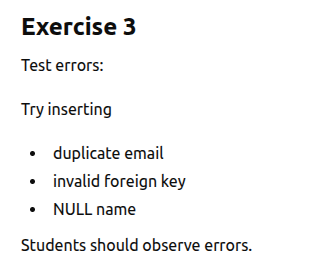 Exercise 3
Test errors:
Try inserting
• duplicate email
• invalid foreign key
• NULL name
Students should observe errors.